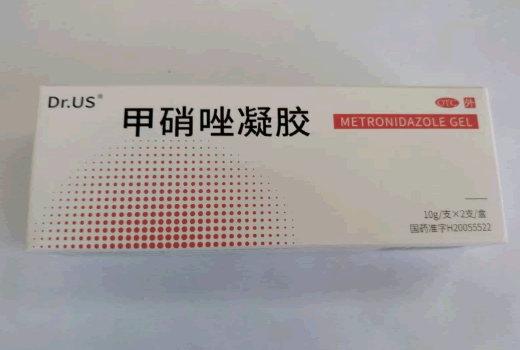 Dr.US®
OTC 外
甲硝唑凝胶
METRONIDAZOLE GEL
10g/支×2支/盒
国药准字H20055522